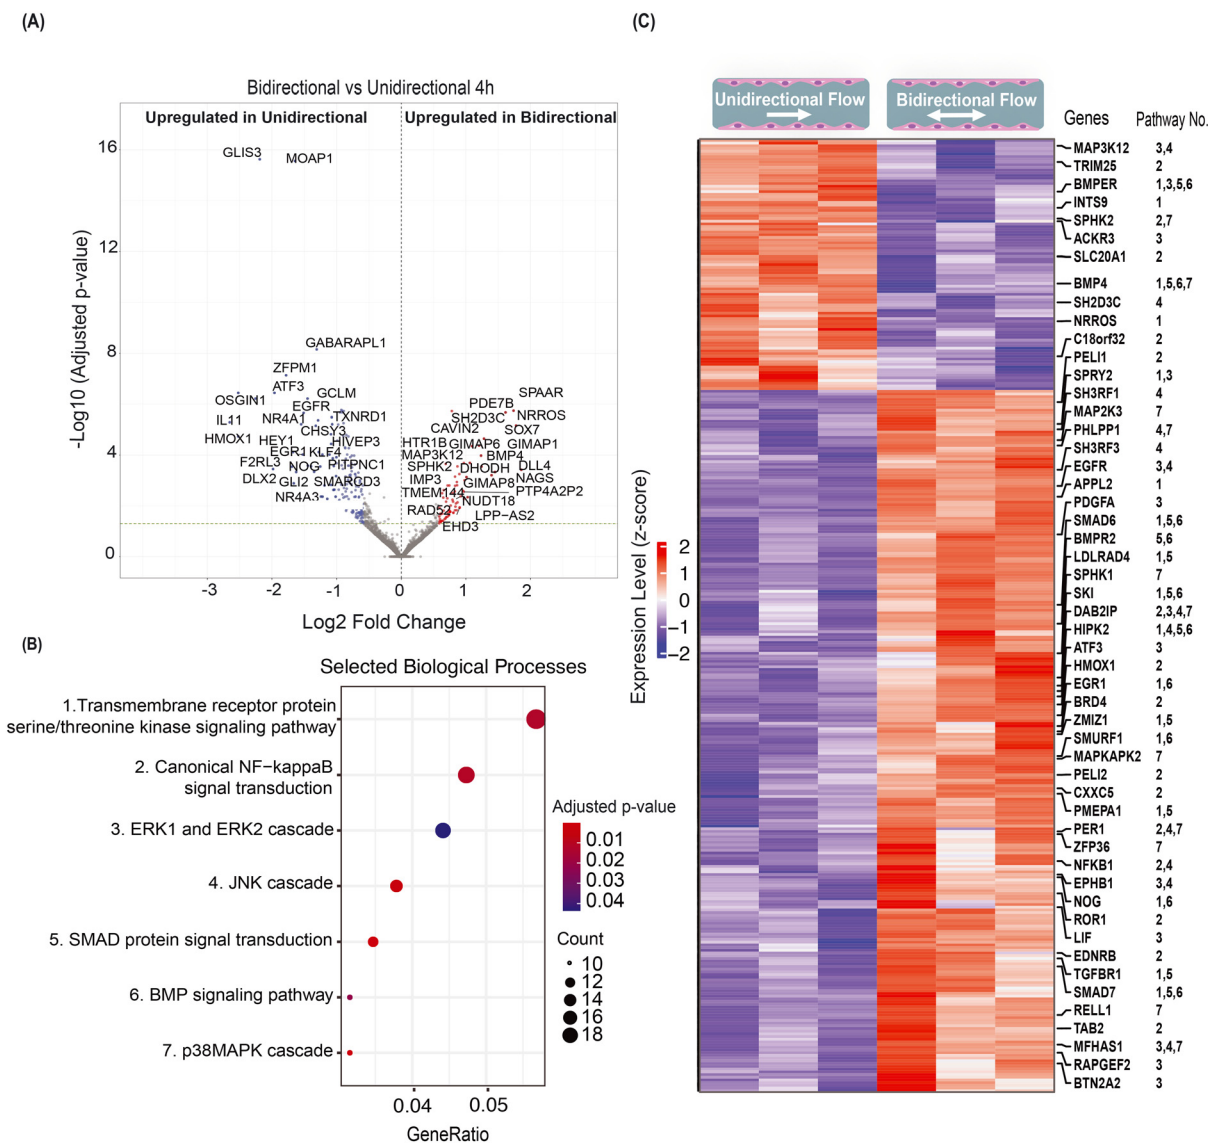 (A)
Bidirectional vs Unidirectional 4h
Upregulated in Unidirectional
Upregulated in Bidirectional
-Log10 (Adjusted p-value)
16
12
8
4
0
GLIS3
MOAP1
GABARAPL1
ZFPM1
ATF3
OSGIN1
GCLM
EGFR
IL11
NR4A1
TXNRD1
CHSY3
HMOX1
HEY1
HIVEP3
EGR1
KLF4
F2RL3
NOG
PITPNC1
DLX2
GLI2
SMARCD3
NR4A3
SPAAR
PDE7B
SH2D3C
NRROS
CAVIN2
SOX7
HTR1B
GIMAP6
GIMAP1
MAP3K12
BMP4
SPHK2
DHODH
DLL4
IMP3
GIMAP8
NAGS
TMEM144
PTP4A2P2
NUDT18
RAD52
LPP−AS2
EHD3
-3
-2
-1
0
1
2
Log2 Fold Change
(B)
Selected Biological Processes
1.Transmembrane receptor protein
serine/threonine kinase signaling pathway
2. Canonical NF−kappaB
signal transduction
3. ERK1 and ERK2 cascade
4. JNK cascade
5. SMAD protein signal transduction
6. BMP signaling pathway
7. p38MAPK cascade
0.04
0.05
GeneRatio
Adjusted p-value
0.01
0.02
0.03
0.04
Count
10
12
14
16
18
(C)
Unidirectional Flow
Bidirectional Flow
Expression Level (z-score)
2
1
0
−1
−2
Genes Pathway No.
MAP3K12 3,4
TRIM25 2
BMPER 1,3,5,6
INTS9 1
SPHK2 2,7
ACKR3 3
SLC20A1 2
BMP4 1,5,6,7
SH2D3C 4
NRROS 1
C18orf32 2
PELI1 2
SPRY2 1,3
SH3RF1 4
MAP2K3 7
PHLPP1 4,7
SH3RF3 4
EGFR 3,4
APPL2 1
PDGFA 3
SMAD6 1,5,6
BMPR2 5,6
LDLRAD4 1,5
SPHK1 7
SKI 1,5,6
DAB2IP 2,3,4,7
HIPK2 1,4,5,6
ATF3 3
HMOX1 2
EGR1 1,6
BRD4 2
ZMIZ1 1,5
SMURF1 1,6
MAPKAPK2 7
PELI2 2
CXXC5 2
PMEPA1 1,5
PER1 2,4,7
ZFP36 7
NFKB1 2,4
EPHB1 3,4
NOG 1,6
ROR1 2
LIF 3
EDNRB 2
TGFBR1 1,5
SMAD7 1,5,6
RELL1 7
TAB2 2
MFHAS1 3,4,7
RAPGEF2 3
BTN2A2 3